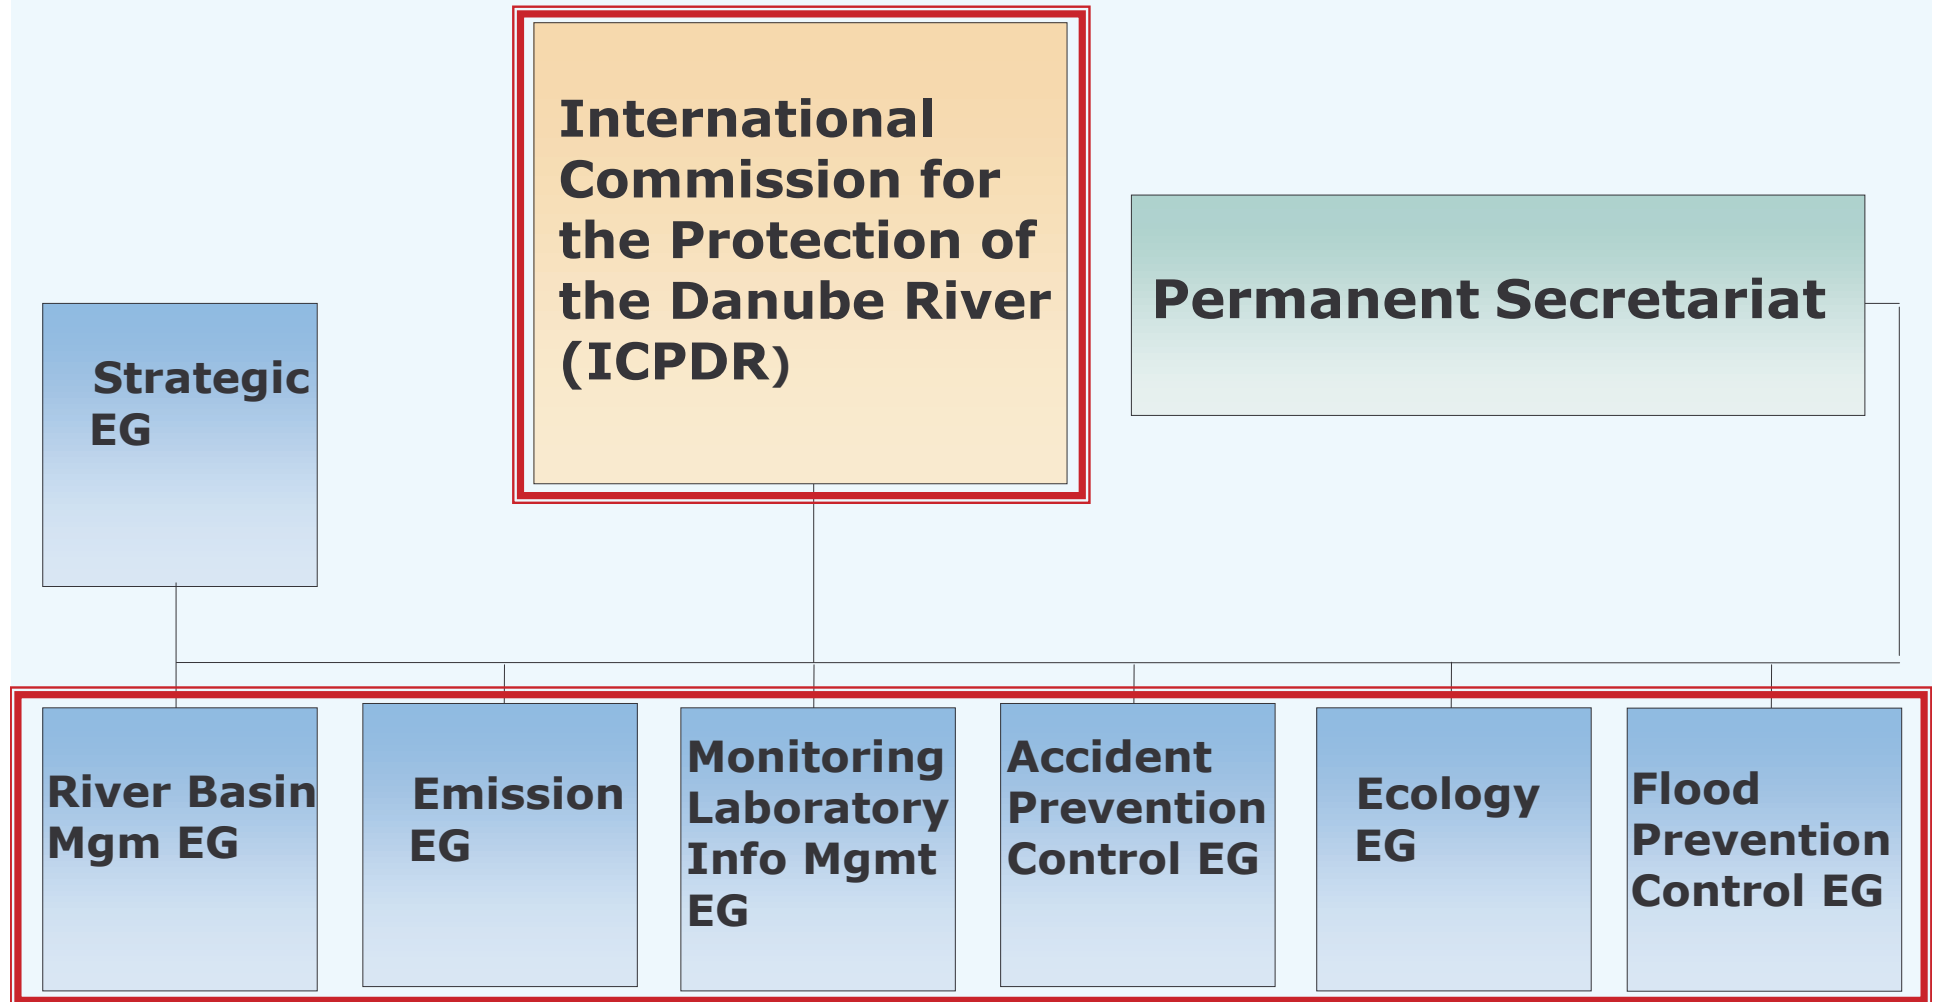 International
Commission for
the Protection of
the Danube River
(ICPDR)
Permanent Secretariat
Strategic
EG
River Basin
Mgm EG
Emission
EG
Monitoring
Laboratory
Info Mgmt
EG
Accident
Prevention
Control EG
Ecology
EG
Flood
Prevention
Control EG